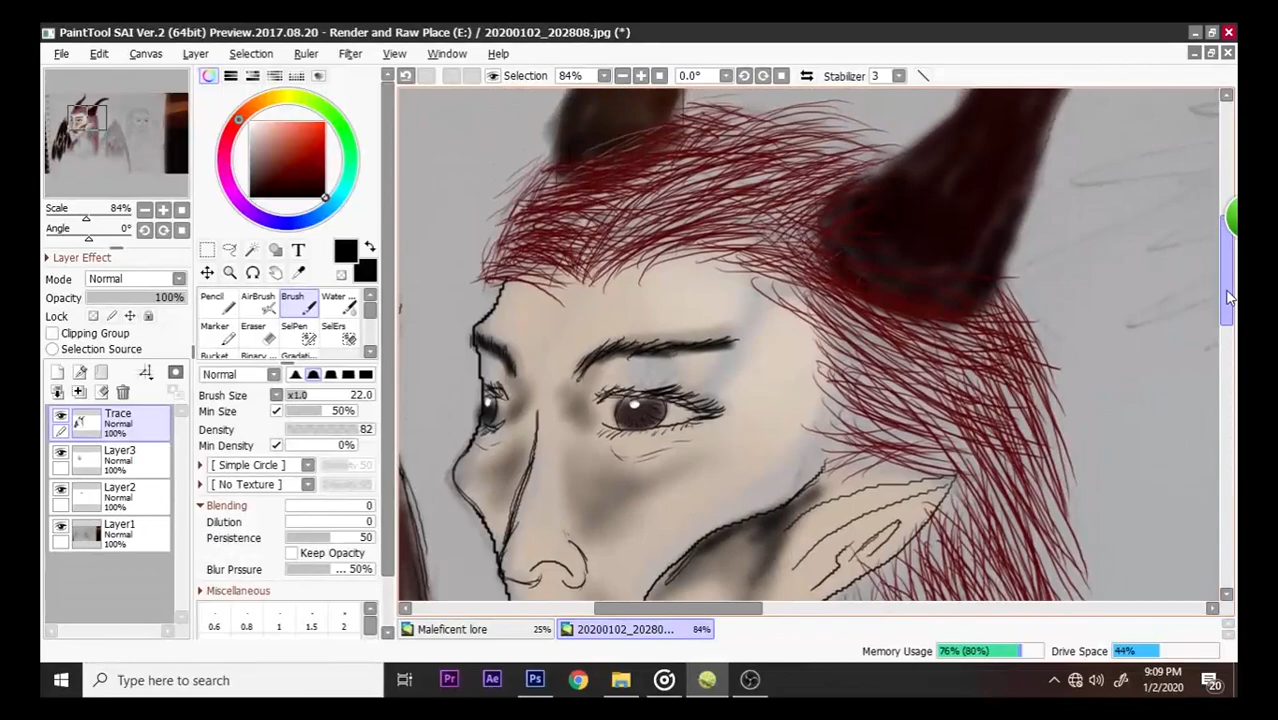 PaintTool SAI Ver.2 (64bit) Preview.2017.08.20 - Render and Raw Place (E:) / 20200102_202808.jpg (*)
File Edit Canvas Layer Selection Ruler Filter View Window Help
Selection 84% 0.0° Stabilizer 3
Scale 84%
Angle 0°
Layer Effect
Mode Normal
Opacity 100%
Lock
Clipping Group
Selection Source
Trace
Normal
100%
Layer3
Normal
100%
Layer2
Normal
100%
Layer1
Normal
100%
T
Pencil AirBrush Brush Water ...
Marker Eraser SelPen SelErs
Bucket Binary ... Gradati...
Normal
Brush Size x1.0 22.0
Min Size 50%
Density 82
Min Density 0%
[ Simple Circle ] 50
[ No Texture ]
Blending 0
Dilution 0
Persistence 50
Keep Opacity
Blur Prssure ... 50%
Miscellaneous
0.6 0.8 1 1.5 2
Maleficent lore 25% 20200102_20280... 84%
Memory Usage 76% (80%) Drive Space 44%
Type here to search
Pr Ae Ps
9:09 PM
1/2/2020
20